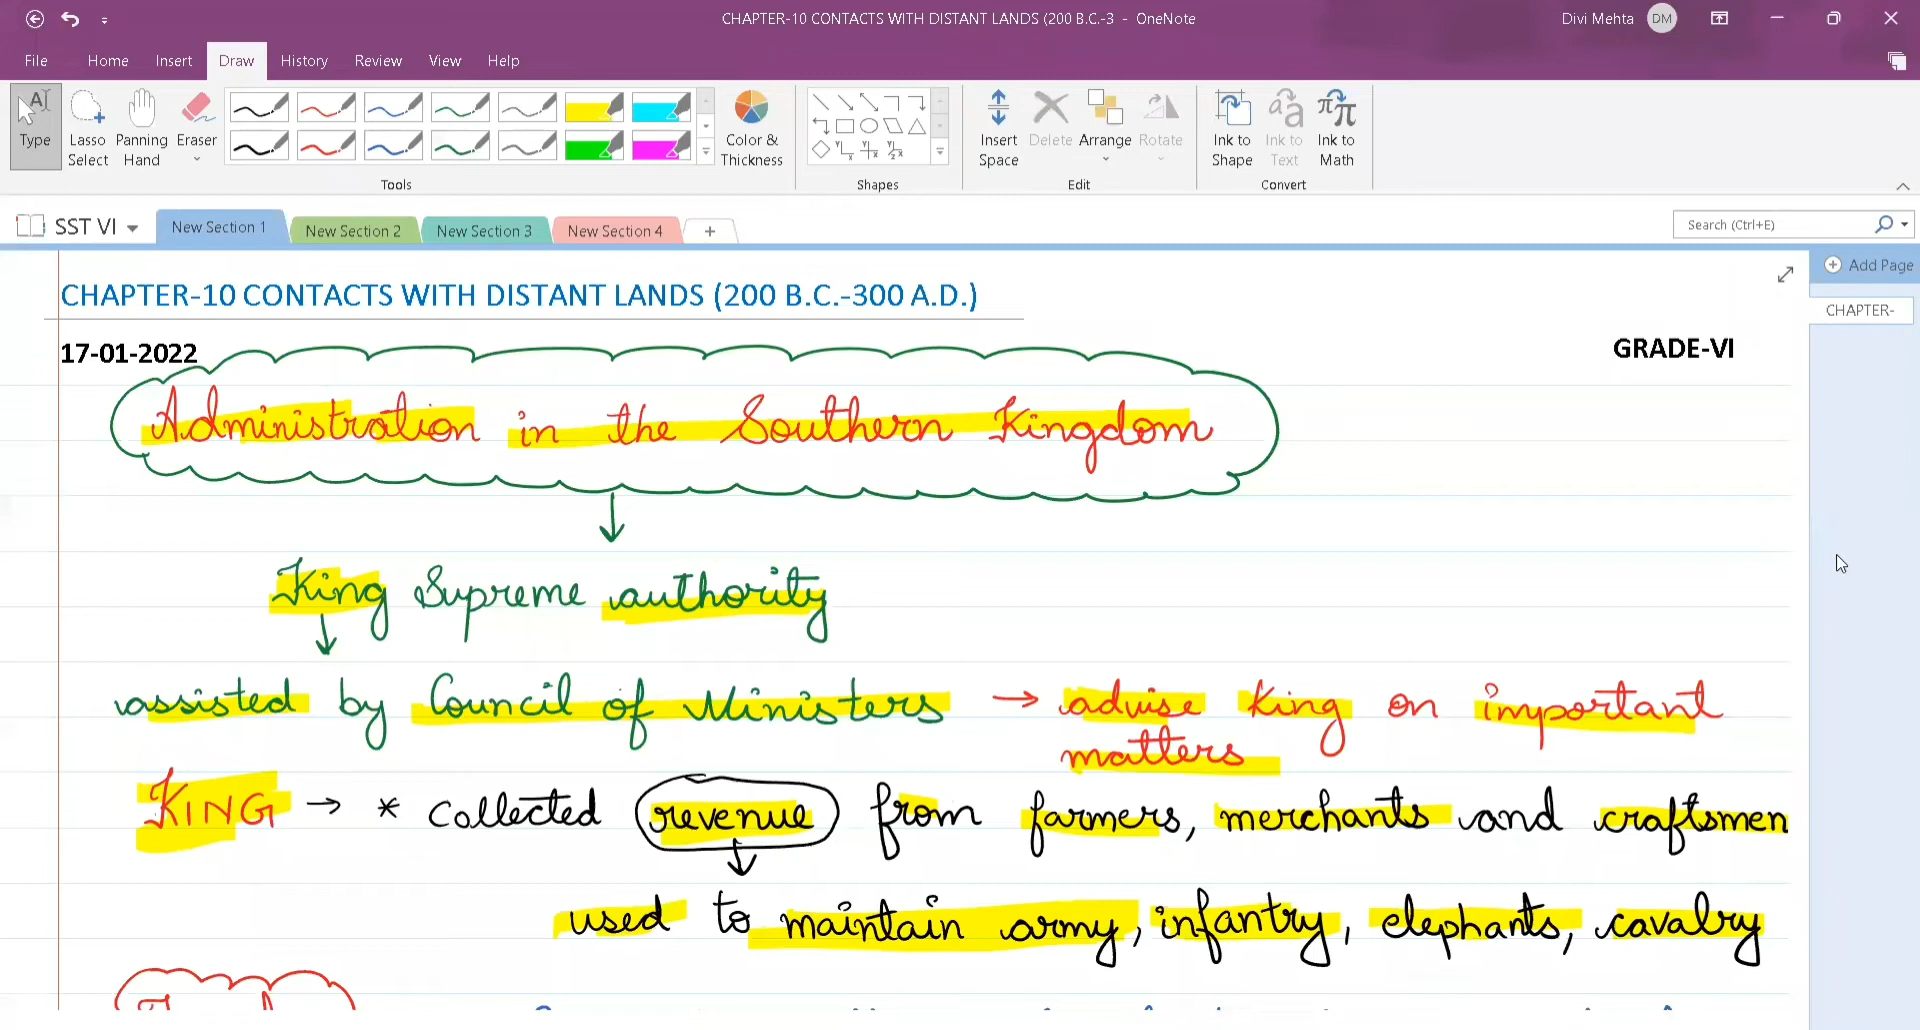 CHAPTER-10 CONTACTS WITH DISTANT LANDS (200 B.C.-3 - OneNote
Divi Mehta DM
File Home Insert Draw History Review View Help
Type
Lasso Select
Panning Hand
Eraser
Color & Thickness
Insert Space
Delete
Arrange
Rotate
Ink to Shape
Ink to Text
Ink to Math
Tools Shapes Edit Convert
SST VI New Section 1 New Section 2 New Section 3 New Section 4 + Search (Ctrl+E)
Add Page
CHAPTER-
CHAPTER-10 CONTACTS WITH DISTANT LANDS (200 B.C.-300 A.D.)
17-01-2022 GRADE-VI
Administration in the Southern Kingdom
↓
King Supreme authority
↓
assisted by Council of Ministers → advise King on important
matters
KING → * collected revenue from farmers, merchants and craftsmen
↓
used to maintain army, infantry, elephants, cavalry